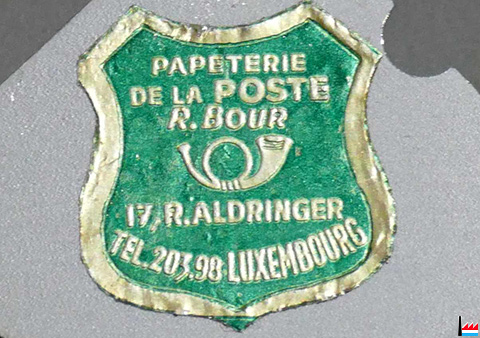 PAPETERIE
DE LA POSTE
R. BOUR
17, R. ALDRINGER
TEL. 203.98 LUXEMBOURG